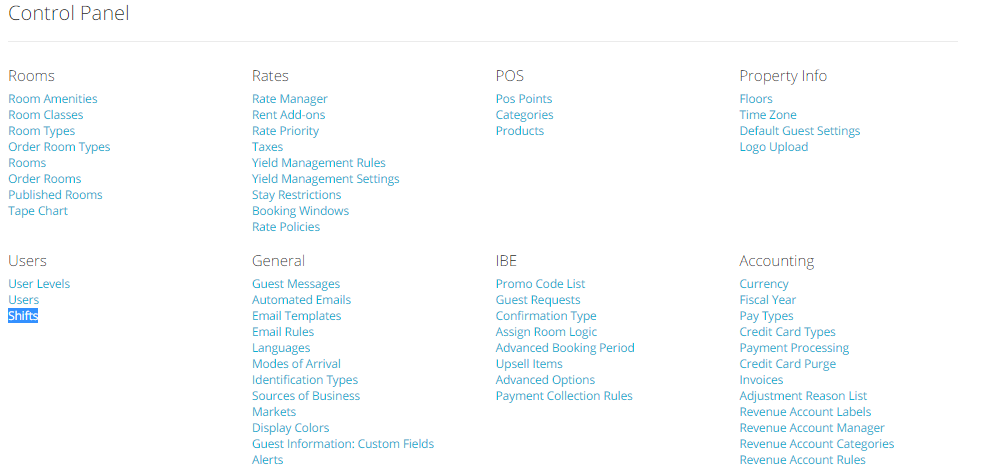 Control Panel
Rooms
Room Amenities
Room Classes
Room Types
Order Room Types
Rooms
Order Rooms
Published Rooms
Tape Chart
Rates
Rate Manager
Rent Add-ons
Rate Priority
Taxes
Yield Management Rules
Yield Management Settings
Stay Restrictions
Booking Windows
Rate Policies
POS
Pos Points
Categories
Products
Property Info
Floors
Time Zone
Default Guest Settings
Logo Upload
Users
User Levels
Users
Shifts
General
Guest Messages
Automated Emails
Email Templates
Email Rules
Languages
Modes of Arrival
Identification Types
Sources of Business
Markets
Display Colors
Guest Information: Custom Fields
Alerts
IBE
Promo Code List
Guest Requests
Confirmation Type
Assign Room Logic
Advanced Booking Period
Upsell Items
Advanced Options
Payment Collection Rules
Accounting
Currency
Fiscal Year
Pay Types
Credit Card Types
Payment Processing
Credit Card Purge
Invoices
Adjustment Reason List
Revenue Account Labels
Revenue Account Manager
Revenue Account Categories
Revenue Account Rules